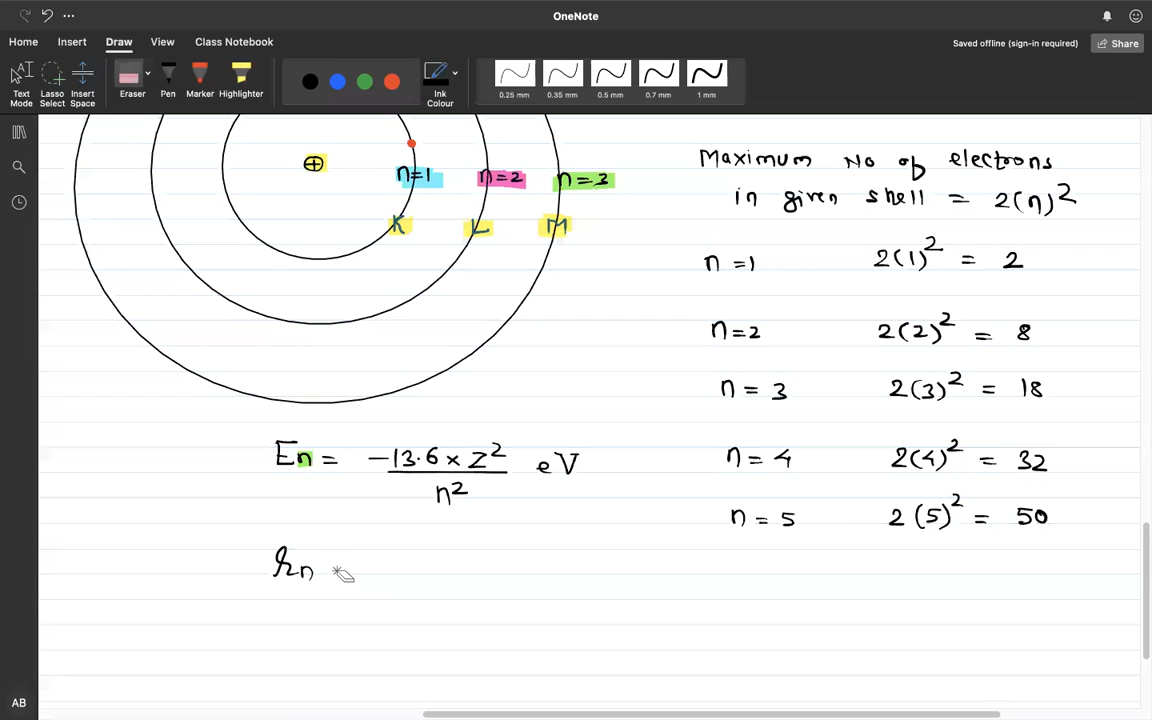 OneNote
Home Insert Draw View Class Notebook
Saved offline (sign-in required) Share
Text Mode Lasso Select Insert Space Eraser Pen Marker Highlighter Ink Colour 0.25 mm 0.35 mm 0.5 mm 0.7 mm 1 mm
+
n=1 n=2 n=3
K L M
Maximum No of electrons
in given shell = 2(n)²
n=1 2(1)² = 2
n=2 2(2)² = 8
n = 3 2(3)² = 18
n = 4 2(4)² = 32
n = 5 2(5)² = 50
En = -13.6 × Z² / n² eV
rn
AB